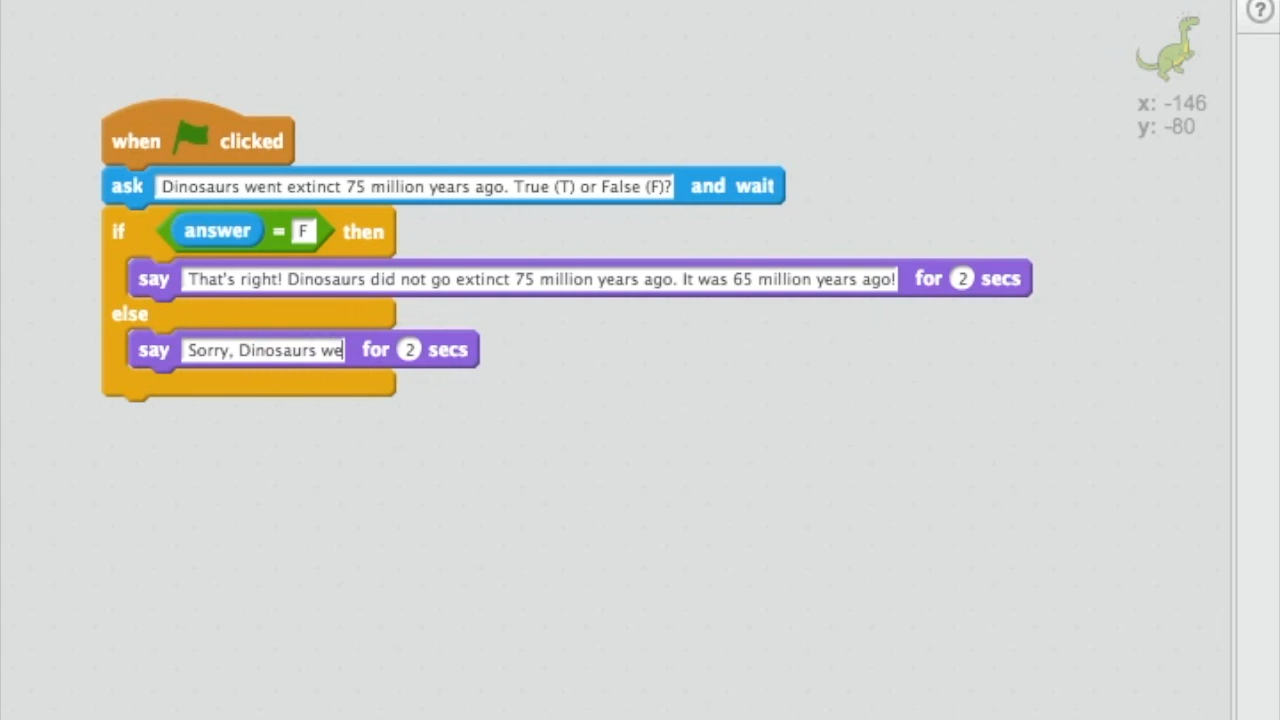 ?
x: -146
y: -80
when clicked
ask Dinosaurs went extinct 75 million years ago. True (T) or False (F)? and wait
if answer = F then
say That's right! Dinosaurs did not go extinct 75 million years ago. It was 65 million years ago! for 2 secs
else
say Sorry, Dinosaurs we for 2 secs